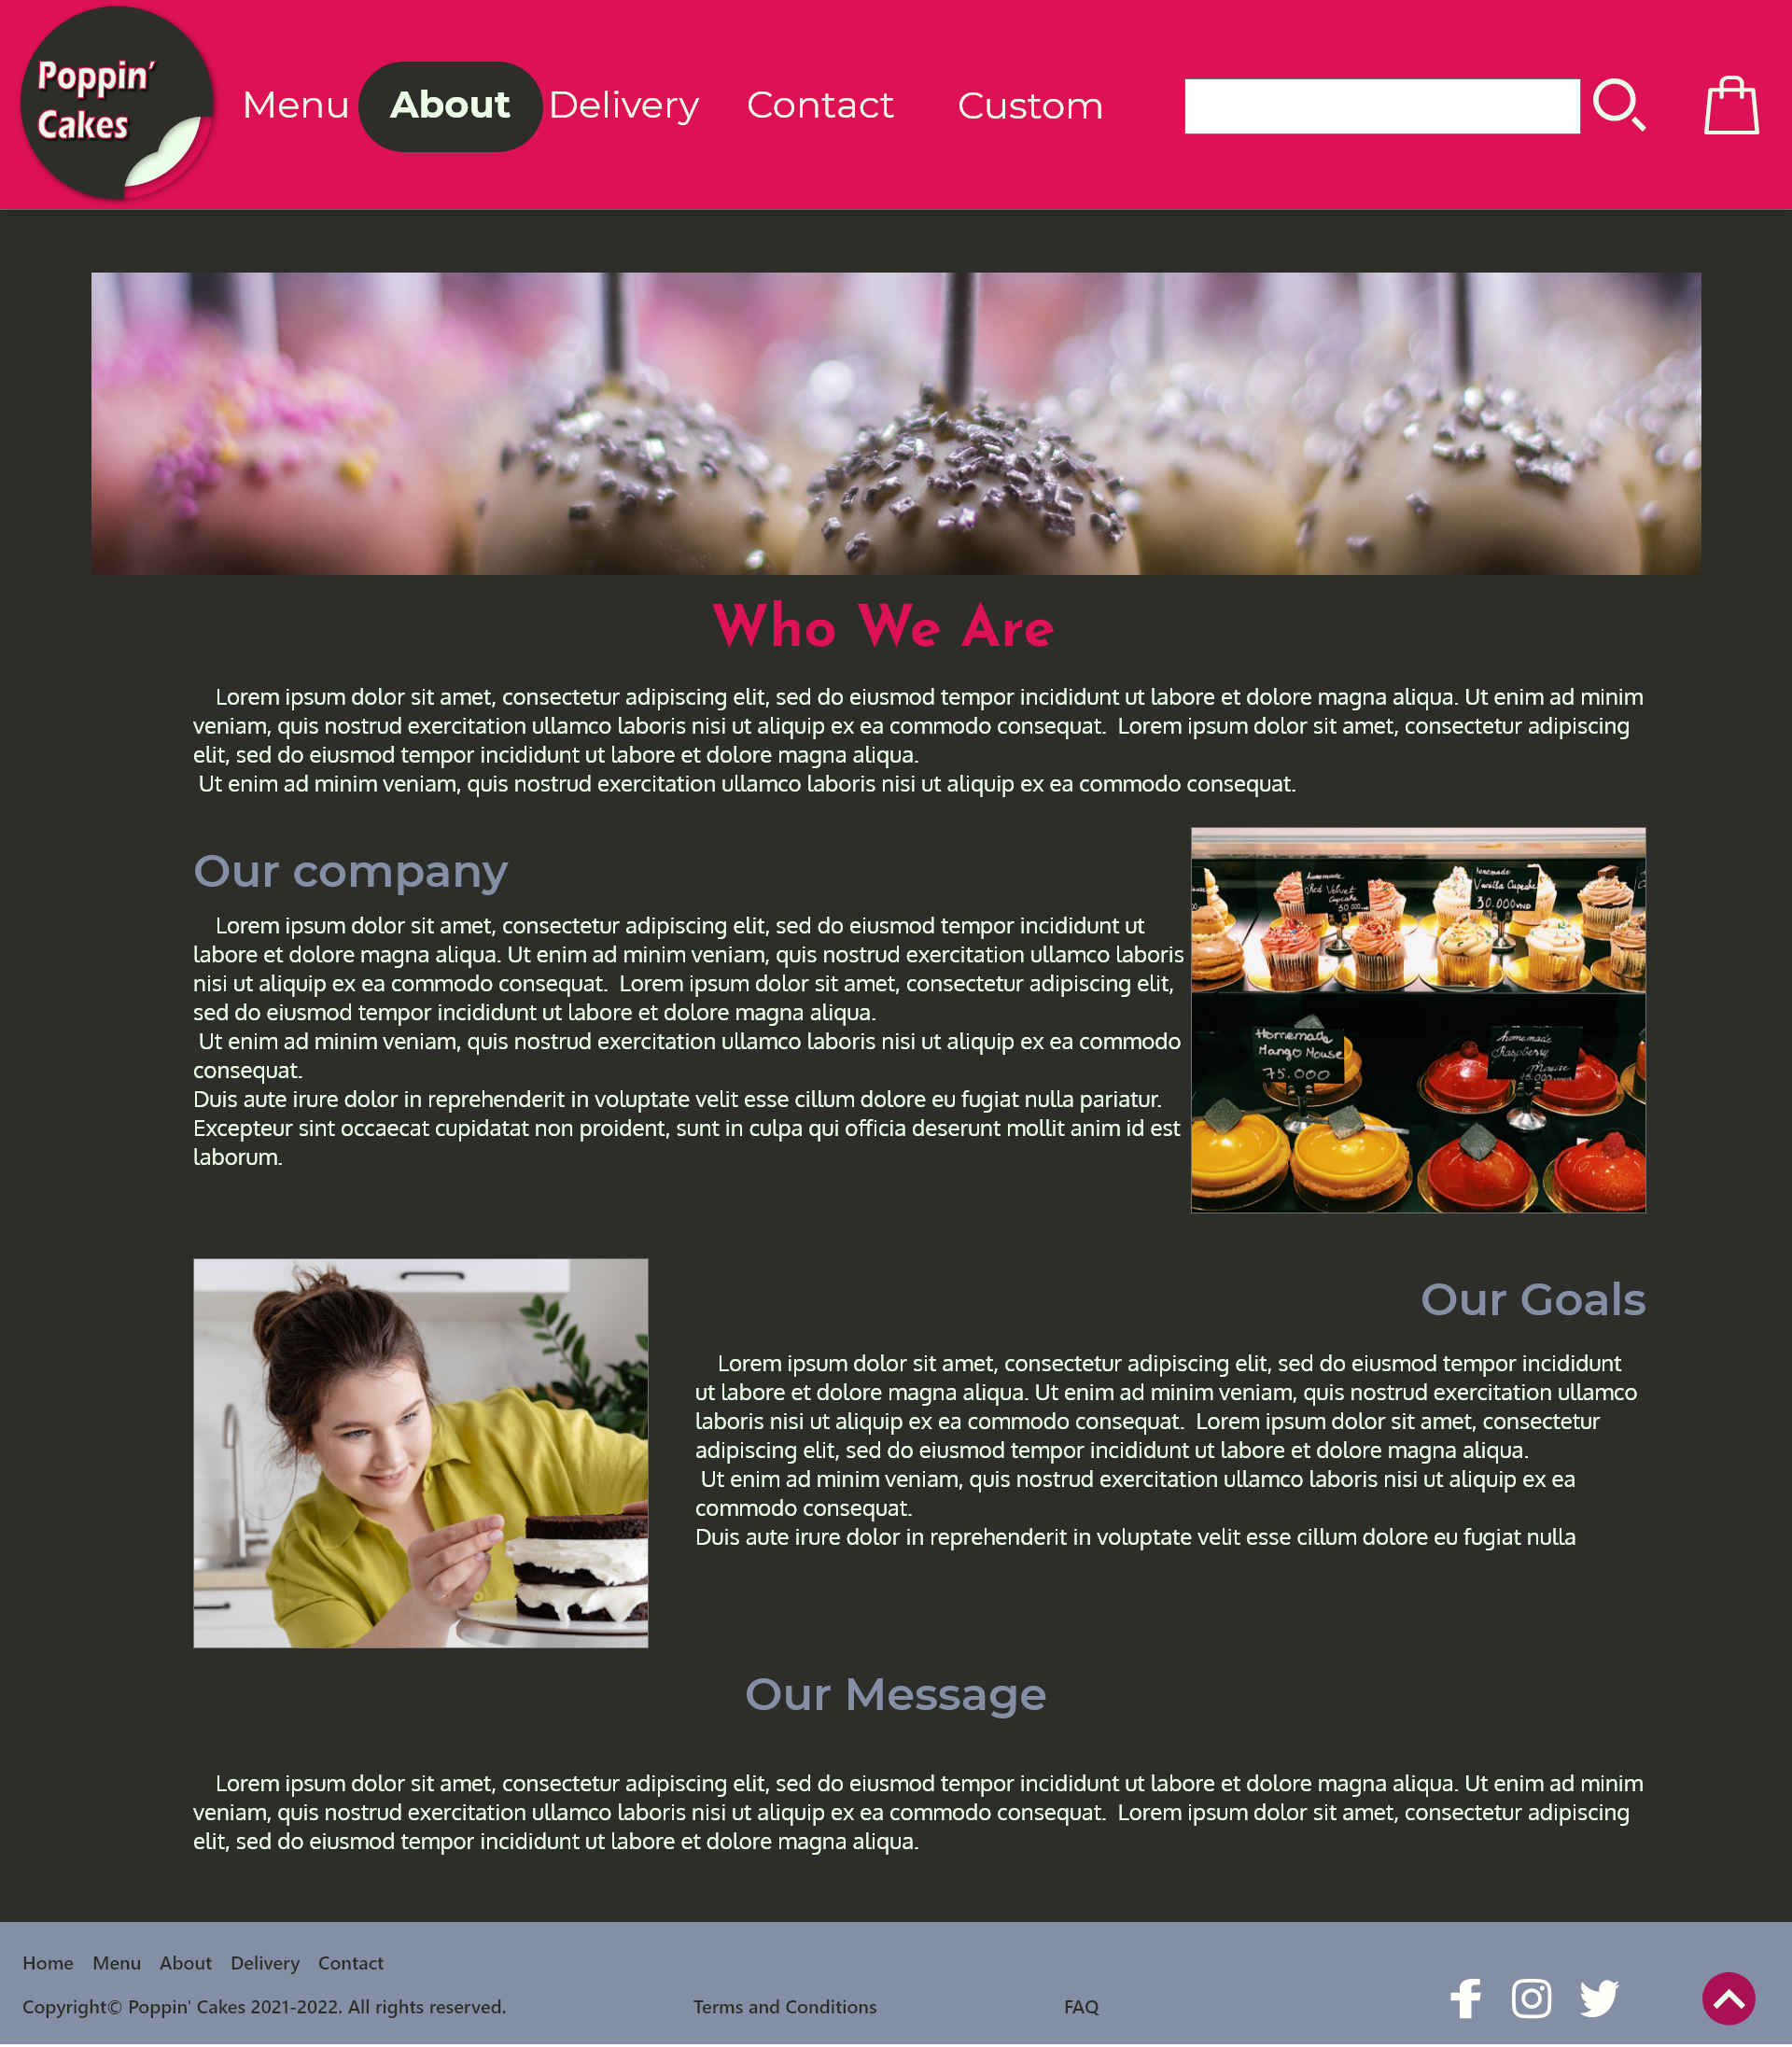 Poppin'
Cakes
Menu About Delivery Contact Custom
Who We Are
Lorem ipsum dolor sit amet, consectetur adipiscing elit, sed do eiusmod tempor incididunt ut labore et dolore magna aliqua. Ut enim ad minim
veniam, quis nostrud exercitation ullamco laboris nisi ut aliquip ex ea commodo consequat.  Lorem ipsum dolor sit amet, consectetur adipiscing
elit, sed do eiusmod tempor incididunt ut labore et dolore magna aliqua.
Ut enim ad minim veniam, quis nostrud exercitation ullamco laboris nisi ut aliquip ex ea commodo consequat.
Our company
Lorem ipsum dolor sit amet, consectetur adipiscing elit, sed do eiusmod tempor incididunt ut
labore et dolore magna aliqua. Ut enim ad minim veniam, quis nostrud exercitation ullamco laboris
nisi ut aliquip ex ea commodo consequat.  Lorem ipsum dolor sit amet, consectetur adipiscing elit,
sed do eiusmod tempor incididunt ut labore et dolore magna aliqua.
Ut enim ad minim veniam, quis nostrud exercitation ullamco laboris nisi ut aliquip ex ea commodo
consequat.
Duis aute irure dolor in reprehenderit in voluptate velit esse cillum dolore eu fugiat nulla pariatur.
Excepteur sint occaecat cupidatat non proident, sunt in culpa qui officia deserunt mollit anim id est
laborum.
homemade
Red Velvet
Cupcake
30.000VND
homemade
Vanilla Cupcake
30.000VND
Homemade
Mango Mouse
75.000
homemade
Raspberry
Our Goals
Lorem ipsum dolor sit amet, consectetur adipiscing elit, sed do eiusmod tempor incididunt
ut labore et dolore magna aliqua. Ut enim ad minim veniam, quis nostrud exercitation ullamco
laboris nisi ut aliquip ex ea commodo consequat.  Lorem ipsum dolor sit amet, consectetur
adipiscing elit, sed do eiusmod tempor incididunt ut labore et dolore magna aliqua.
Ut enim ad minim veniam, quis nostrud exercitation ullamco laboris nisi ut aliquip ex ea
commodo consequat.
Duis aute irure dolor in reprehenderit in voluptate velit esse cillum dolore eu fugiat nulla
Our Message
Lorem ipsum dolor sit amet, consectetur adipiscing elit, sed do eiusmod tempor incididunt ut labore et dolore magna aliqua. Ut enim ad minim
veniam, quis nostrud exercitation ullamco laboris nisi ut aliquip ex ea commodo consequat.  Lorem ipsum dolor sit amet, consectetur adipiscing
elit, sed do eiusmod tempor incididunt ut labore et dolore magna aliqua.
Home Menu About Delivery Contact
Copyright© Poppin' Cakes 2021-2022. All rights reserved. Terms and Conditions FAQ